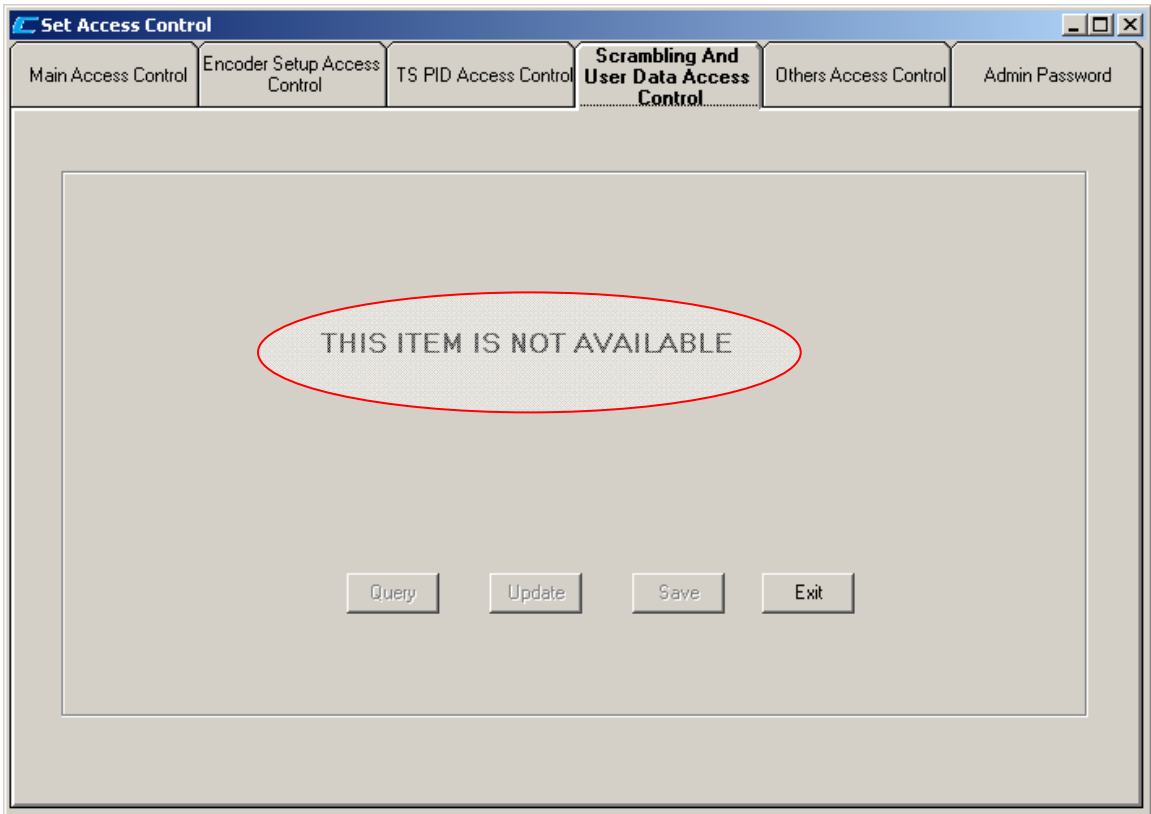 Set Access Control
Main Access Control
Encoder Setup Access
Control
TS PID Access Control
Scrambling And
User Data Access
Control
Others Access Control
Admin Password
THIS ITEM IS NOT AVAILABLE
Query
Update
Save
Exit